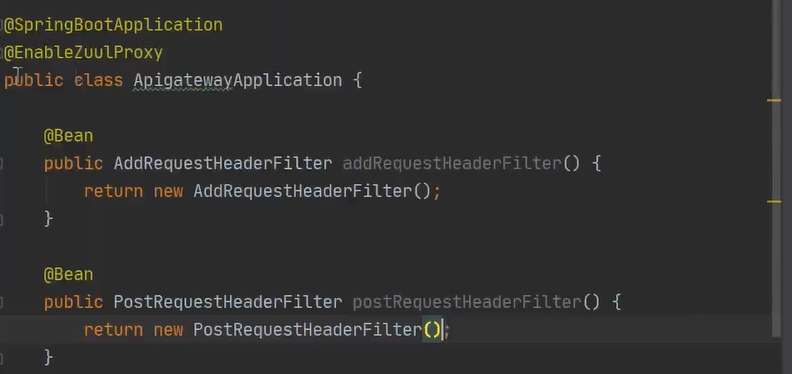 @SpringBootApplication
@EnableZuulProxy
public class ApigatewayApplication {
@Bean
public AddRequestHeaderFilter addRequestHeaderFilter() {
return new AddRequestHeaderFilter();
}
@Bean
public PostRequestHeaderFilter postRequestHeaderFilter() {
return new PostRequestHeaderFilter();
}